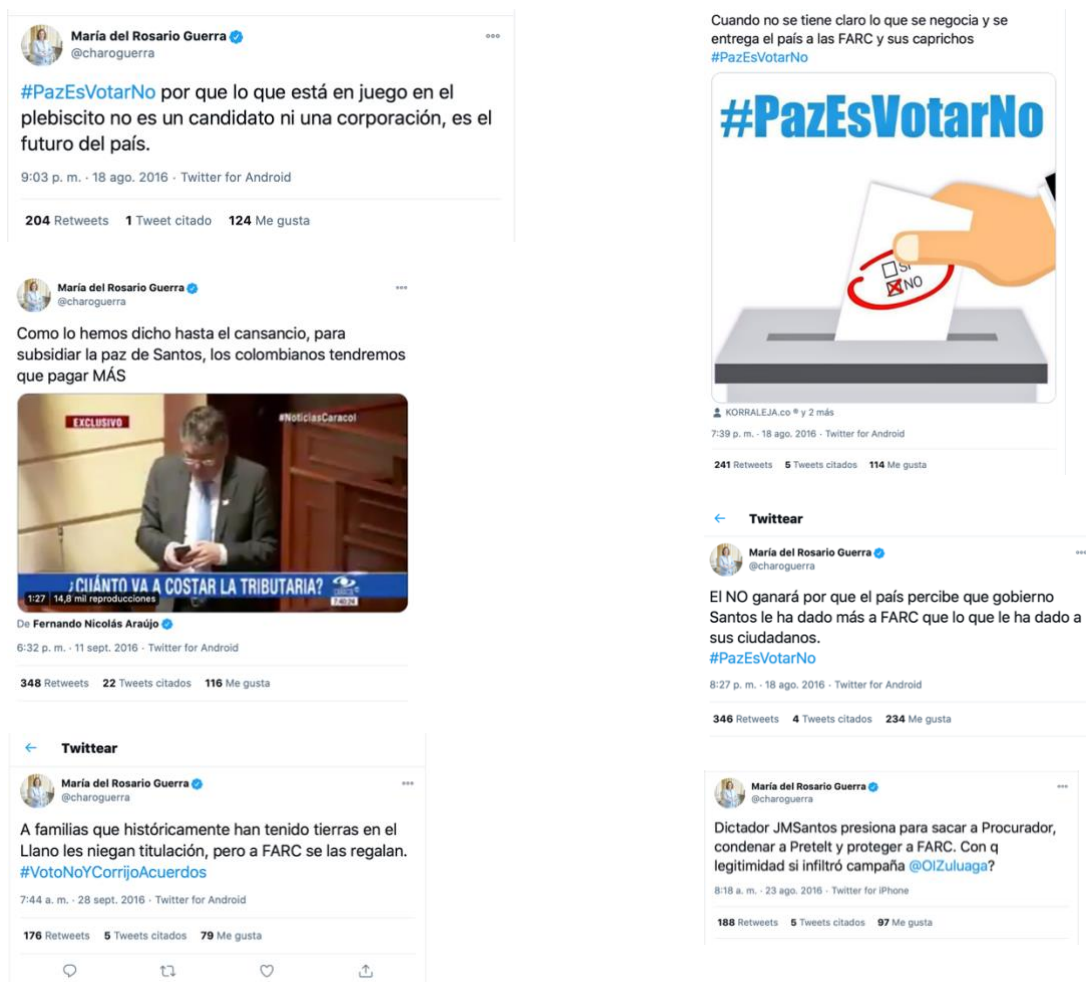 María del Rosario Guerra
@charoguerra
#PazEsVotarNo por que lo que está en juego en el
plebiscito no es un candidato ni una corporación, es el
futuro del país.
9:03 p. m. · 18 ago. 2016 · Twitter for Android
204 Retweets 1 Tweet citado 124 Me gusta
María del Rosario Guerra
@charoguerra
Como lo hemos dicho hasta el cansancio, para
subsidiar la paz de Santos, los colombianos tendremos
que pagar MÁS
EXCLUSIVO
#NoticiasCaracol
¿CUÁNTO VA A COSTAR LA TRIBUTARIA?
1:27 14,8 mil reproducciones
7:40:24
De Fernando Nicolás Araújo
6:32 p. m. · 11 sept. 2016 · Twitter for Android
348 Retweets 22 Tweets citados 116 Me gusta
← Twittear
María del Rosario Guerra
@charoguerra
A familias que históricamente han tenido tierras en el
Llano les niegan titulación, pero a FARC se las regalan.
#VotoNoYCorrijoAcuerdos
7:44 a. m. · 28 sept. 2016 · Twitter for Android
176 Retweets 5 Tweets citados 79 Me gusta
Cuando no se tiene claro lo que se negocia y se
entrega el país a las FARC y sus caprichos
#PazEsVotarNo
#PazEsVotarNo
SI
NO
KORRALEJA.co ® y 2 más
7:39 p. m. · 18 ago. 2016 · Twitter for Android
241 Retweets 5 Tweets citados 114 Me gusta
← Twittear
María del Rosario Guerra
@charoguerra
El NO ganará por que el país percibe que gobierno
Santos le ha dado más a FARC que lo que le ha dado a
sus ciudadanos.
#PazEsVotarNo
8:27 p. m. · 18 ago. 2016 · Twitter for Android
346 Retweets 4 Tweets citados 234 Me gusta
María del Rosario Guerra
@charoguerra
Dictador JMSantos presiona para sacar a Procurador,
condenar a Pretelt y proteger a FARC. Con q
legitimidad si infiltró campaña @OIZuluaga?
8:18 a. m. · 23 ago. 2016 · Twitter for iPhone
188 Retweets 5 Tweets citados 97 Me gusta